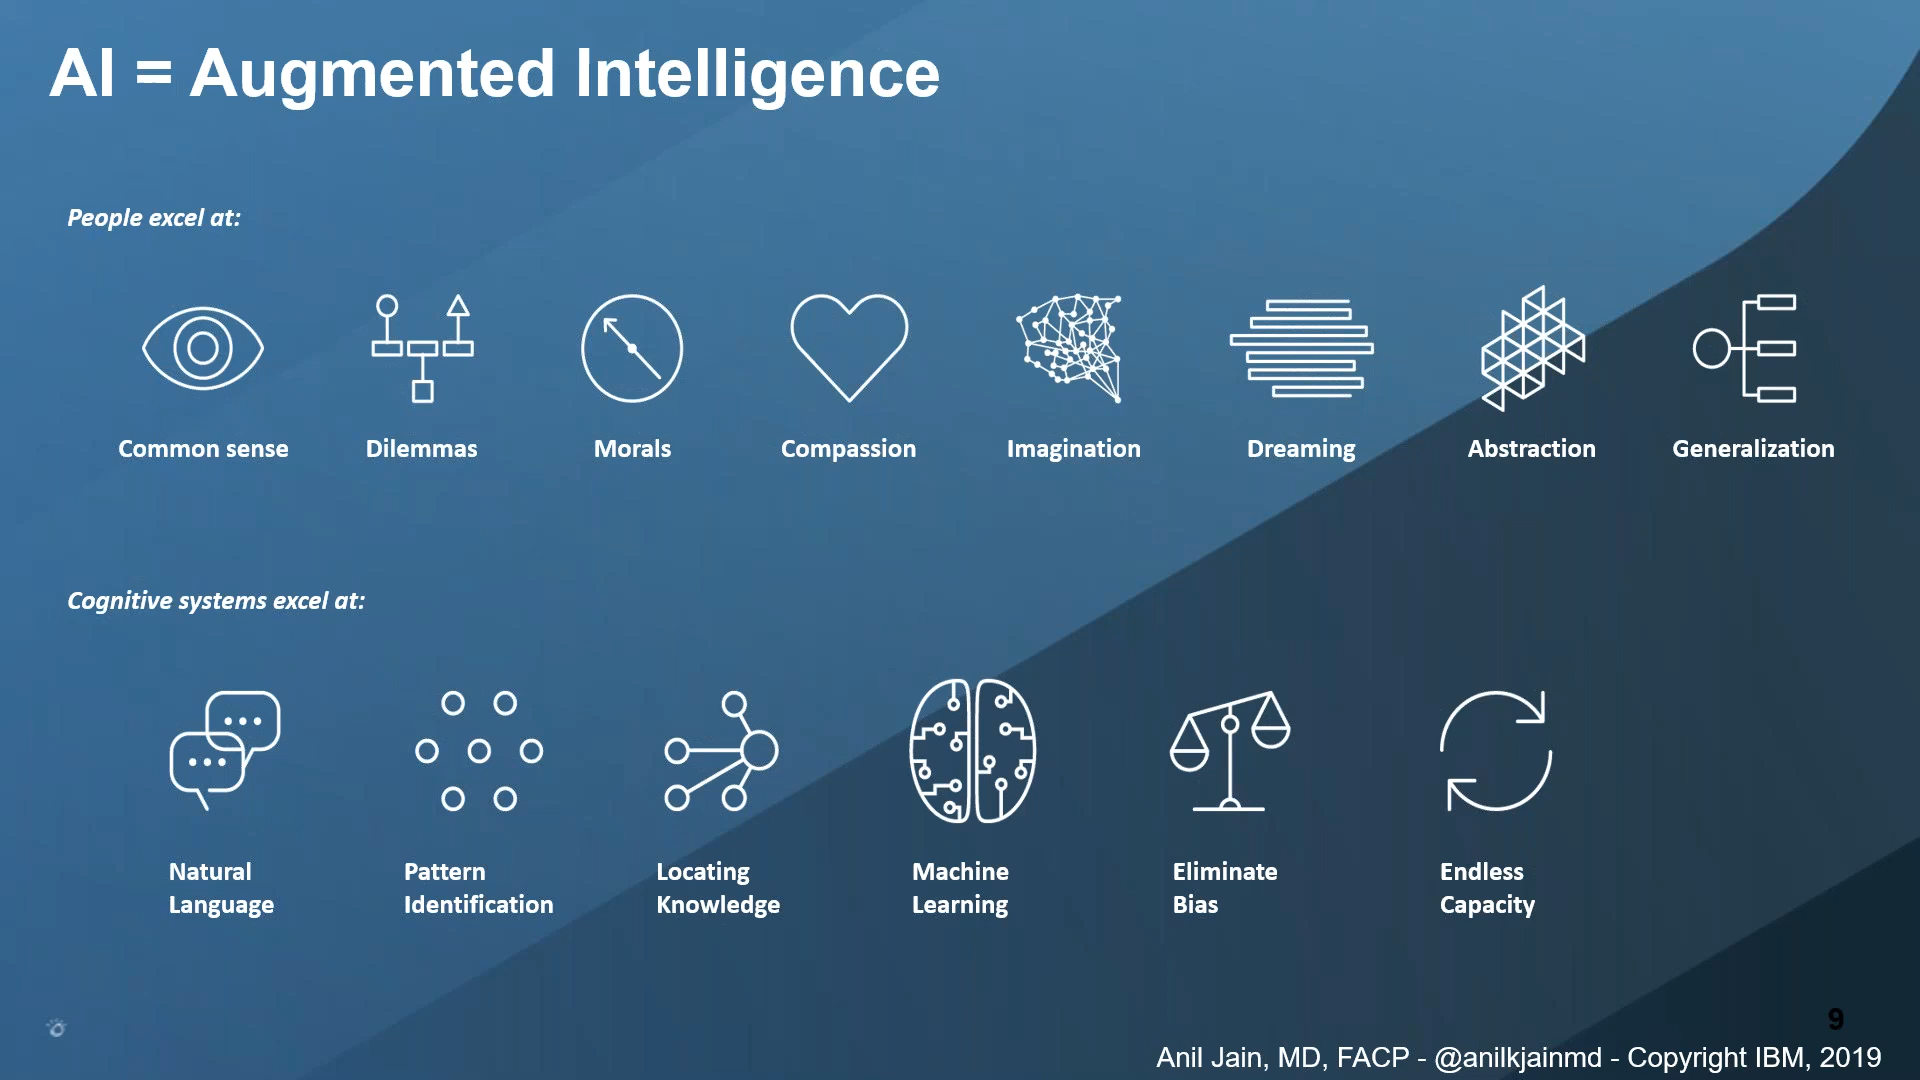 AI = Augmented Intelligence
People excel at:
Common sense
Dilemmas
Morals
Compassion
Imagination
Dreaming
Abstraction
Generalization
Cognitive systems excel at:
Natural
Language
Pattern
Identification
Locating
Knowledge
Machine
Learning
Eliminate
Bias
Endless
Capacity
9
Anil Jain, MD, FACP - @anilkjainmd - Copyright IBM, 2019